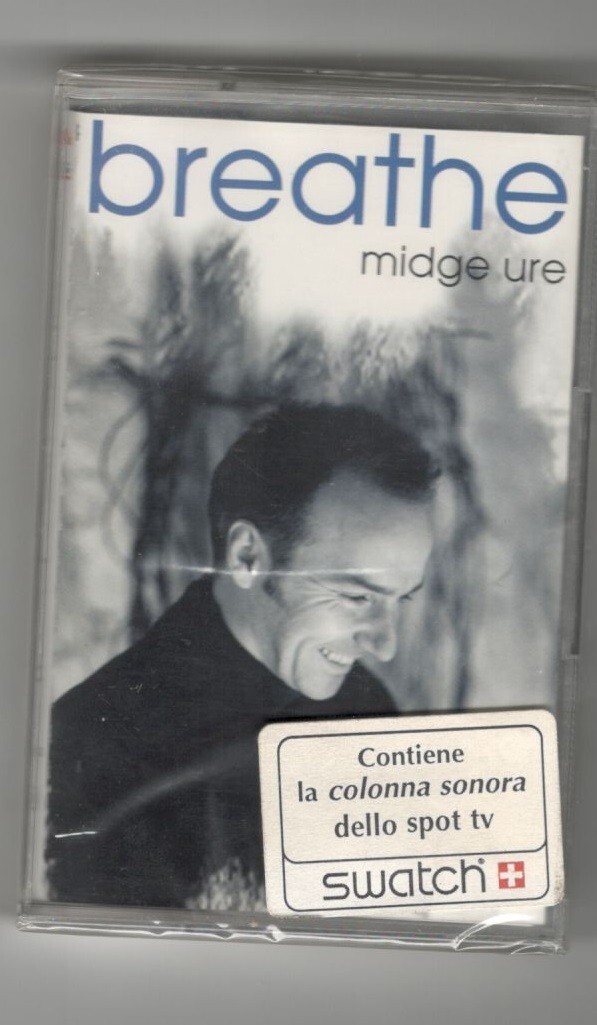 breathe
midge ure
Contiene
la colonna sonora
dello spot tv
swatch